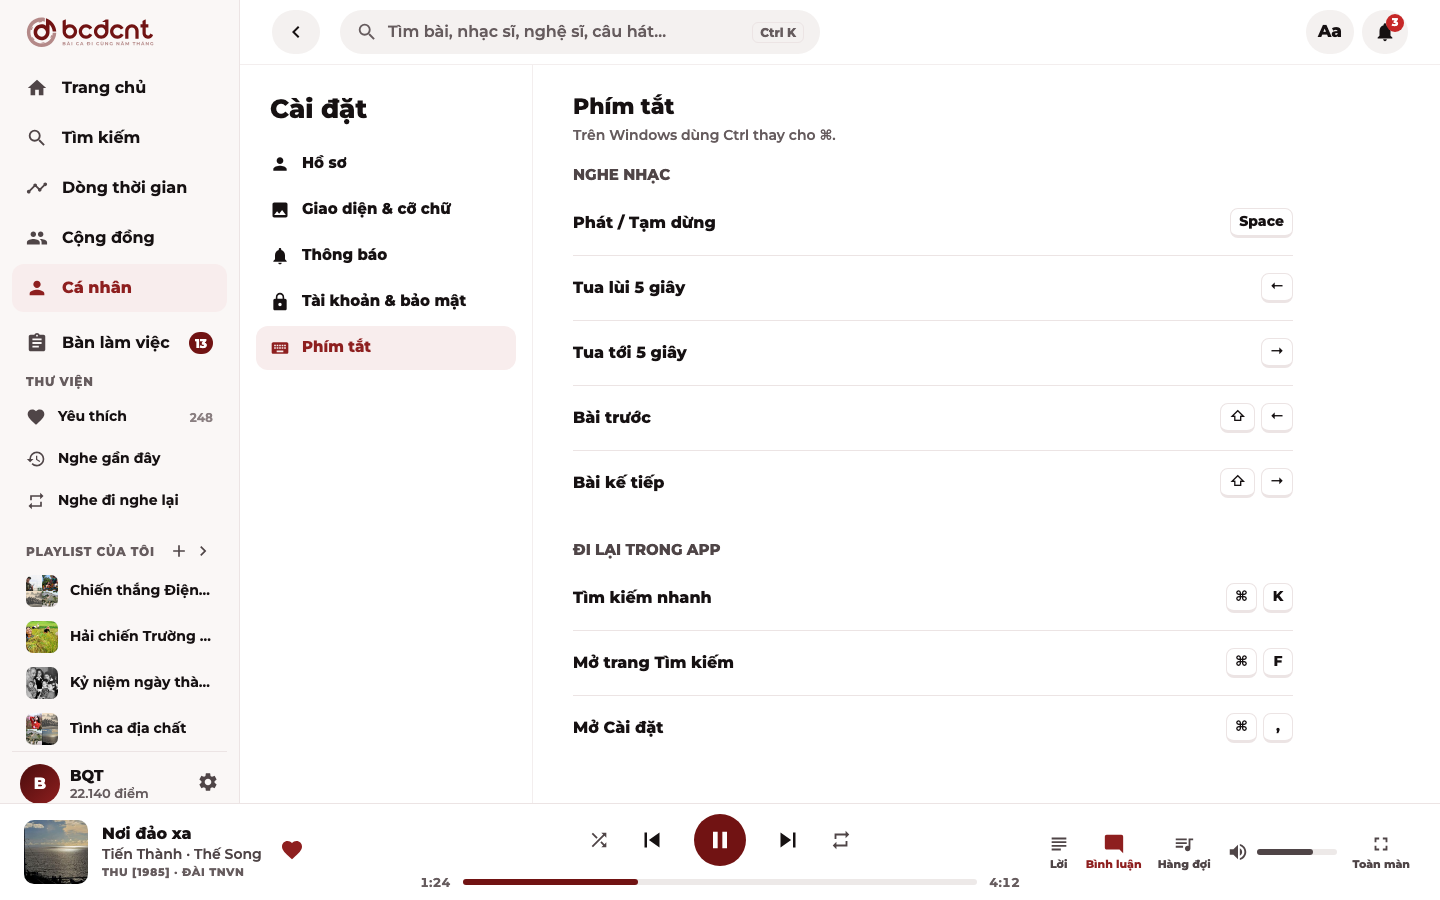 bcdcnt
BÀI CA ĐI CÙNG NĂM THÁNG
Trang chủ
Tìm kiếm
Dòng thời gian
Cộng đồng
Cá nhân
Bàn làm việc 13
THƯ VIỆN
Yêu thích 248
Nghe gần đây
Nghe đi nghe lại
PLAYLIST CỦA TÔI
Chiến thắng Điện...
Hải chiến Trường ...
Kỷ niệm ngày thà...
Tình ca địa chất
B
BQT
22.140 điểm
Tìm bài, nhạc sĩ, nghệ sĩ, câu hát... Ctrl K
Aa
3
Cài đặt
Hồ sơ
Giao diện & cỡ chữ
Thông báo
Tài khoản & bảo mật
Phím tắt
Phím tắt
Trên Windows dùng Ctrl thay cho ⌘.
NGHE NHẠC
Phát / Tạm dừng Space
Tua lùi 5 giây ←
Tua tới 5 giây →
Bài trước ⇧ ←
Bài kế tiếp ⇧ →
ĐI LẠI TRONG APP
Tìm kiếm nhanh ⌘ K
Mở trang Tìm kiếm ⌘ F
Mở Cài đặt ⌘ ,
Nơi đảo xa
Tiến Thành · Thế Song
THU [1985] · ĐÀI TNVN
1:24 4:12
Lời
Bình luận
Hàng đợi
Toàn màn